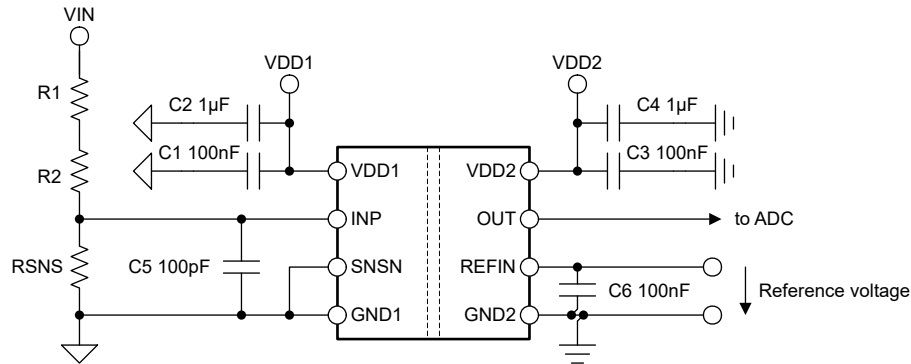 VIN
VDD1
VDD2
R1
C2 1µF
C4 1µF
C1 100nF
C3 100nF
R2
VDD1
VDD2
INP
OUT
to ADC
RSNS
C5 100pF
SNSN
REFIN
C6 100nF
Reference voltage
GND1
GND2